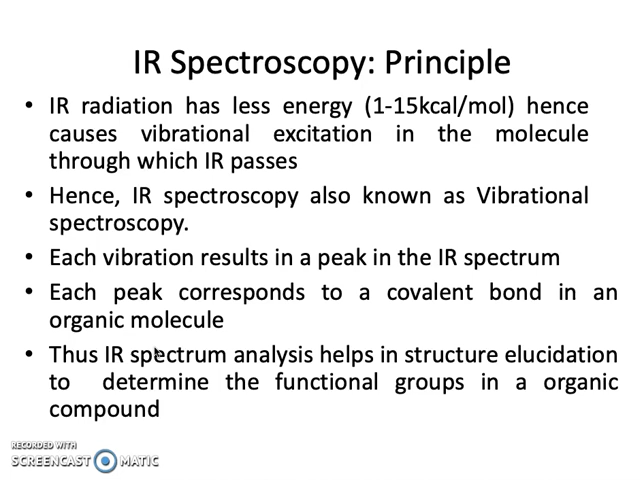 IR Spectroscopy: Principle
• IR radiation has less energy (1-15kcal/mol) hence
causes vibrational excitation in the molecule
through which IR passes
• Hence, IR spectroscopy also known as Vibrational
spectroscopy.
• Each vibration results in a peak in the IR spectrum
• Each peak corresponds to a covalent bond in an
organic molecule
• Thus IR spectrum analysis helps in structure elucidation
to determine the functional groups in a organic
compound
RECORDED WITH
SCREENCAST MATIC